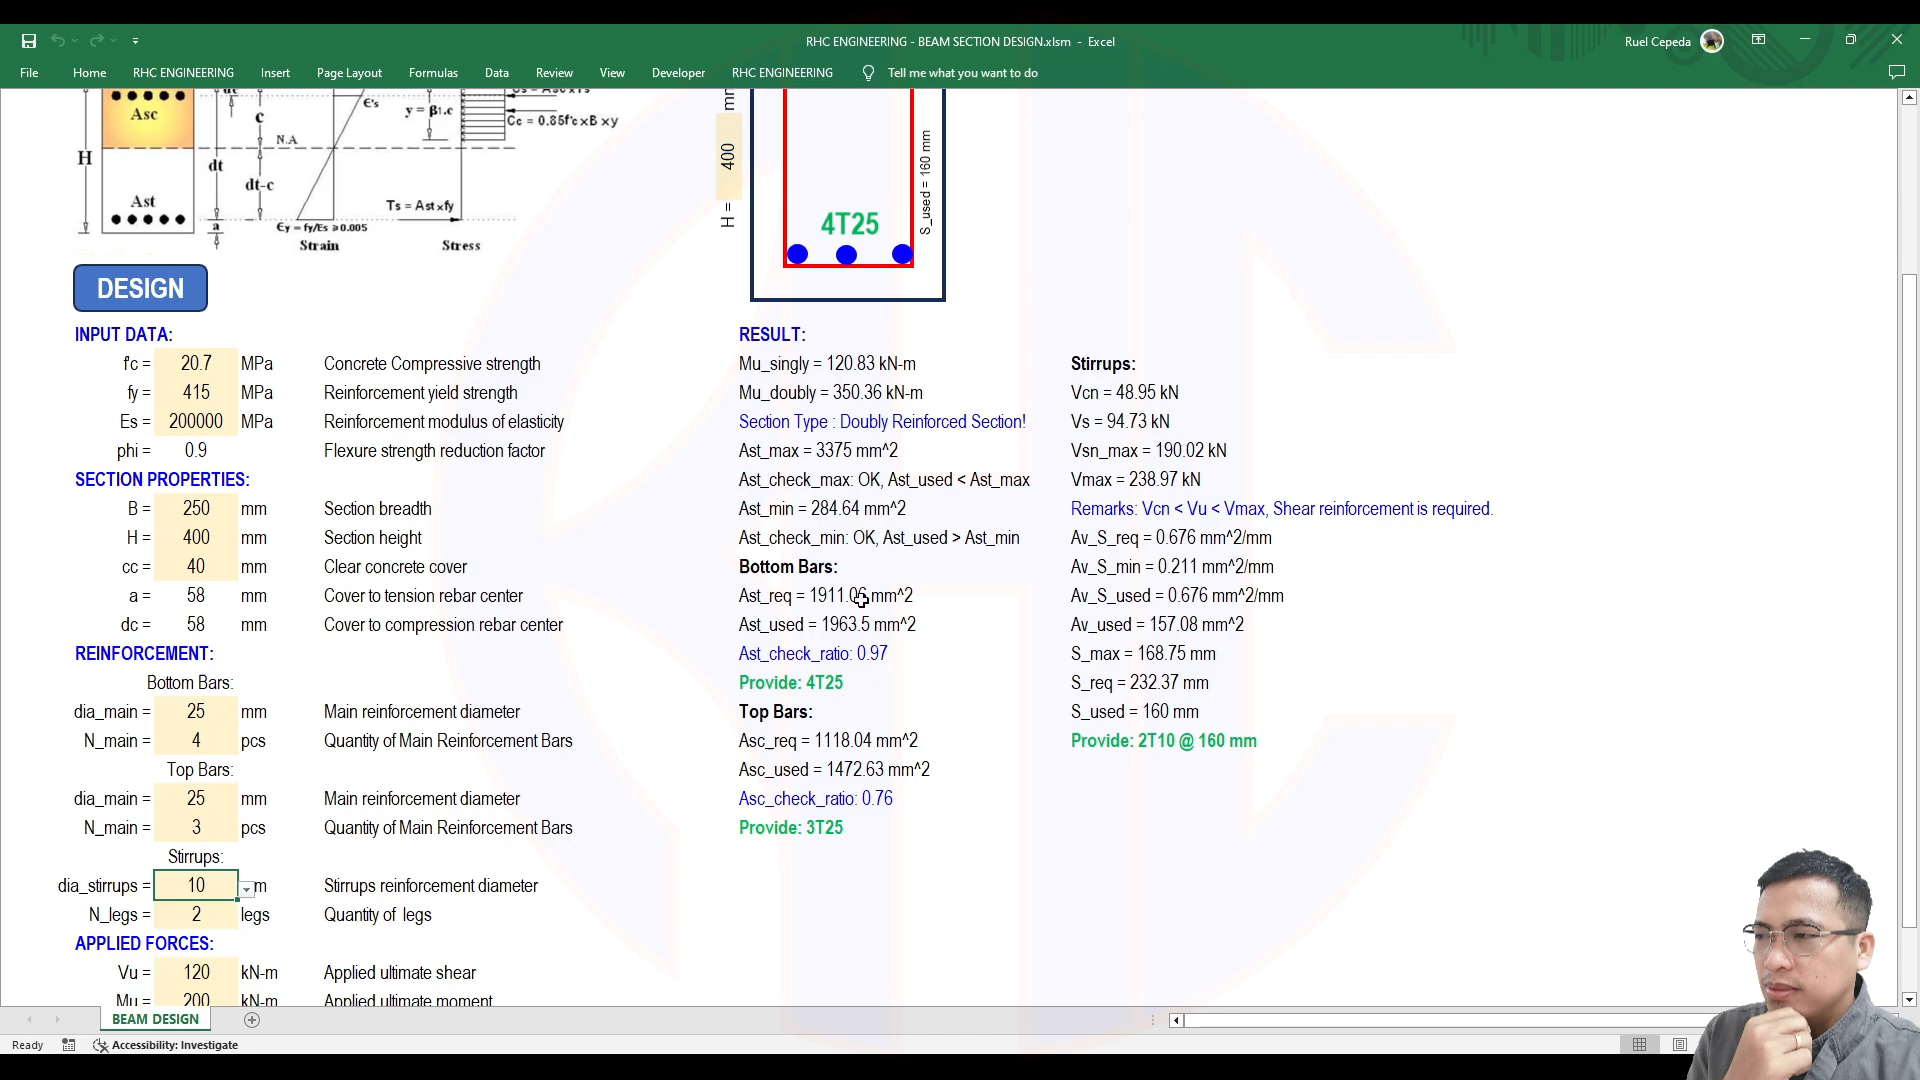 RHC ENGINEERING - BEAM SECTION DESIGN.xlsm - Excel
Ruel Cepeda
File Home RHC ENGINEERING Insert Page Layout Formulas Data Review View Developer RHC ENGINEERING Tell me what you want to do
Asc
H
c
dt
dt-c
N.A
Ast
a
Є's
y = β1.c
Cc = 0.85f'c×B×y
Ts = Ast×fy
Єy = fy/Es ≥ 0.005
Strain
Stress
H = 400 mm
4T25
S_used = 160 mm
DESIGN
INPUT DATA:
f'c = 20.7 MPa Concrete Compressive strength
fy = 415 MPa Reinforcement yield strength
Es = 200000 MPa Reinforcement modulus of elasticity
phi = 0.9 Flexure strength reduction factor
SECTION PROPERTIES:
B = 250 mm Section breadth
H = 400 mm Section height
cc = 40 mm Clear concrete cover
a = 58 mm Cover to tension rebar center
dc = 58 mm Cover to compression rebar center
REINFORCEMENT:
Bottom Bars:
dia_main = 25 mm Main reinforcement diameter
N_main = 4 pcs Quantity of Main Reinforcement Bars
Top Bars:
dia_main = 25 mm Main reinforcement diameter
N_main = 3 pcs Quantity of Main Reinforcement Bars
Stirrups:
dia_stirrups = 10 m Stirrups reinforcement diameter
N_legs = 2 legs Quantity of legs
APPLIED FORCES:
Vu = 120 kN-m Applied ultimate shear
Mu = 200 kN-m Applied ultimate moment
RESULT:
Mu_singly = 120.83 kN-m
Mu_doubly = 350.36 kN-m
Section Type : Doubly Reinforced Section!
Ast_max = 3375 mm^2
Ast_check_max: OK, Ast_used < Ast_max
Ast_min = 284.64 mm^2
Ast_check_min: OK, Ast_used > Ast_min
Bottom Bars:
Ast_req = 1911.06 mm^2
Ast_used = 1963.5 mm^2
Ast_check_ratio: 0.97
Provide: 4T25
Top Bars:
Asc_req = 1118.04 mm^2
Asc_used = 1472.63 mm^2
Asc_check_ratio: 0.76
Provide: 3T25
Stirrups:
Vcn = 48.95 kN
Vs = 94.73 kN
Vsn_max = 190.02 kN
Vmax = 238.97 kN
Remarks: Vcn < Vu < Vmax, Shear reinforcement is required.
Av_S_req = 0.676 mm^2/mm
Av_S_min = 0.211 mm^2/mm
Av_S_used = 0.676 mm^2/mm
Av_used = 157.08 mm^2
S_max = 168.75 mm
S_req = 232.37 mm
S_used = 160 mm
Provide: 2T10 @ 160 mm
BEAM DESIGN
Ready Accessibility: Investigate